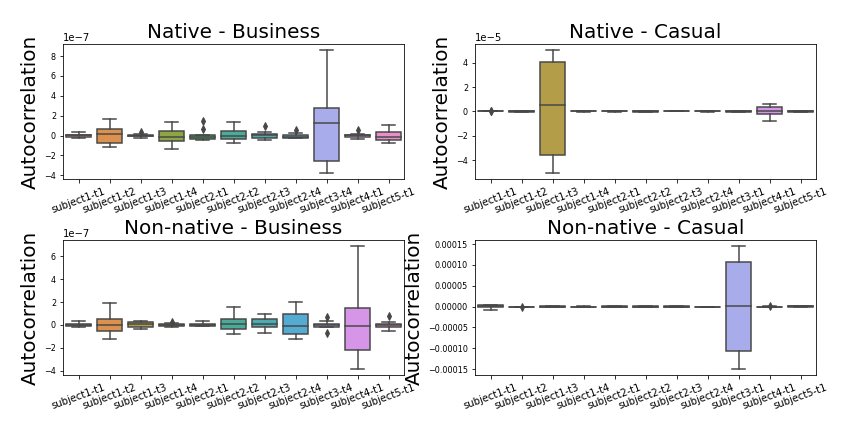 Native - Business
1e−7
Autocorrelation
8
6
4
2
0
−2
−4
subject1-t1
subject1-t2
subject1-t3
subject1-t4
subject2-t1
subject2-t2
subject2-t3
subject2-t4
subject3-t4
subject4-t1
subject5-t1
Native - Casual
1e−5
Autocorrelation
4
2
0
−2
−4
subject1-t1
subject1-t2
subject1-t3
subject1-t4
subject2-t1
subject2-t2
subject2-t3
subject2-t4
subject3-t1
subject4-t1
subject5-t1
Non-native - Business
1e−7
Autocorrelation
6
4
2
0
−2
−4
subject1-t1
subject1-t2
subject1-t3
subject1-t4
subject2-t1
subject2-t2
subject2-t3
subject2-t4
subject3-t4
subject4-t1
subject5-t1
Non-native - Casual
Autocorrelation
0.00015
0.00010
0.00005
0.00000
−0.00005
−0.00010
−0.00015
subject1-t1
subject1-t2
subject1-t3
subject1-t4
subject2-t1
subject2-t2
subject2-t3
subject2-t4
subject3-t1
subject4-t1
subject5-t1